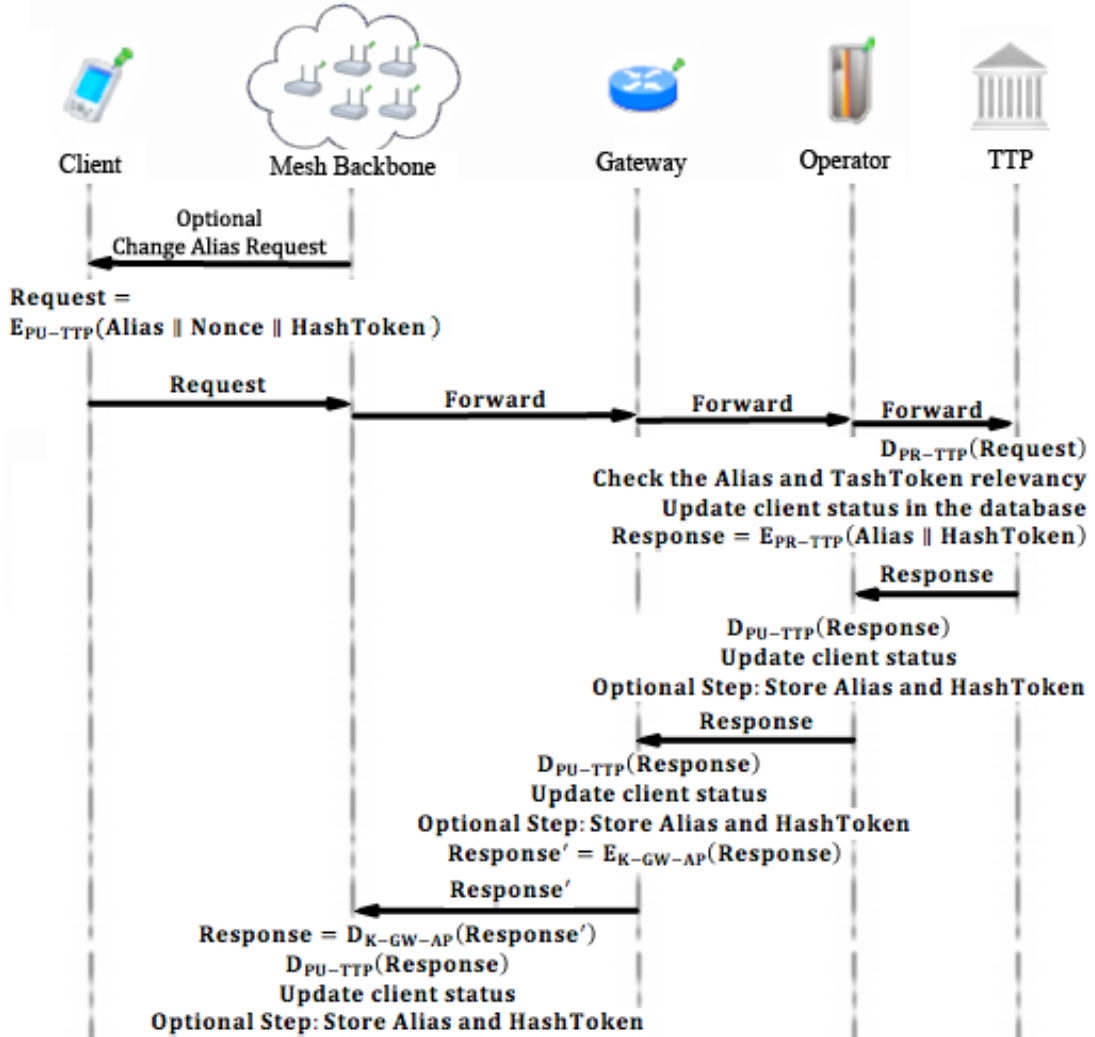 Client
Mesh Backbone
Gateway
Operator
TTP
Optional
Change Alias Request
Request =
E_PU−TTP(Alias ∥ Nonce ∥ HashToken )
Request
Forward
Forward
Forward
D_PR−TTP(Request)
Check the Alias and TashToken relevancy
Update client status in the database
Response = E_PR−TTP(Alias ∥ HashToken)
Response
D_PU−TTP(Response)
Update client status
Optional Step: Store Alias and HashToken
Response
D_PU−TTP(Response)
Update client status
Optional Step: Store Alias and HashToken
Response′ = E_K−GW−AP(Response)
Response′
Response = D_K−GW−AP(Response′)
D_PU−TTP(Response)
Update client status
Optional Step: Store Alias and HashToken